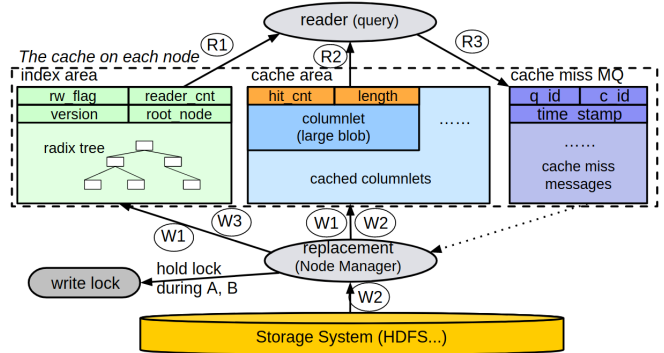 reader (query)
R1
R2
R3
The cache on each node
index area
cache area
cache miss MQ
rw_flag
reader_cnt
version
root_node
radix tree
hit_cnt
length
columnlet
(large blob)
......
cached columnlets
q_id
c_id
time_stamp
......
cache miss
messages
W1
W3
W1
W2
replacement
(Node Manager)
hold lock
during A, B
write lock
W2
Storage System (HDFS...)